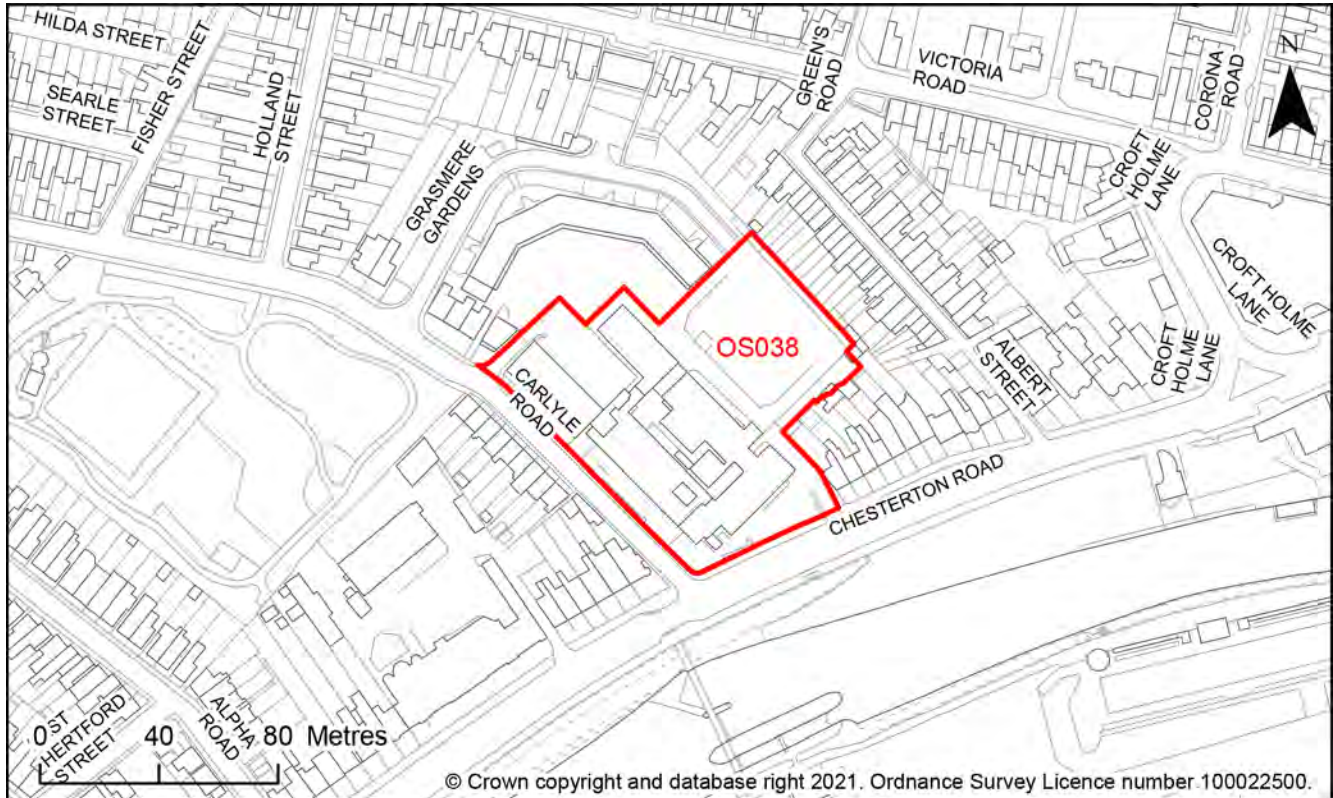 HILDA STREET
SEARLE
STREET
FISHER STREET
HOLLAND
STREET
GRASMERE
GARDENS
GREEN'S
ROAD
VICTORIA
ROAD
CORONA
ROAD
N
CROFT
HOLME
LANE
CROFT HOLME
LANE
CROFT
HOLME
LANE
OS038
CARLYLE
ROAD
ALBERT
STREET
CHESTERTON ROAD
ST
HERTFORD
STREET
ALPHA
ROAD
0 40 80 Metres
© Crown copyright and database right 2021. Ordnance Survey Licence number 100022500.